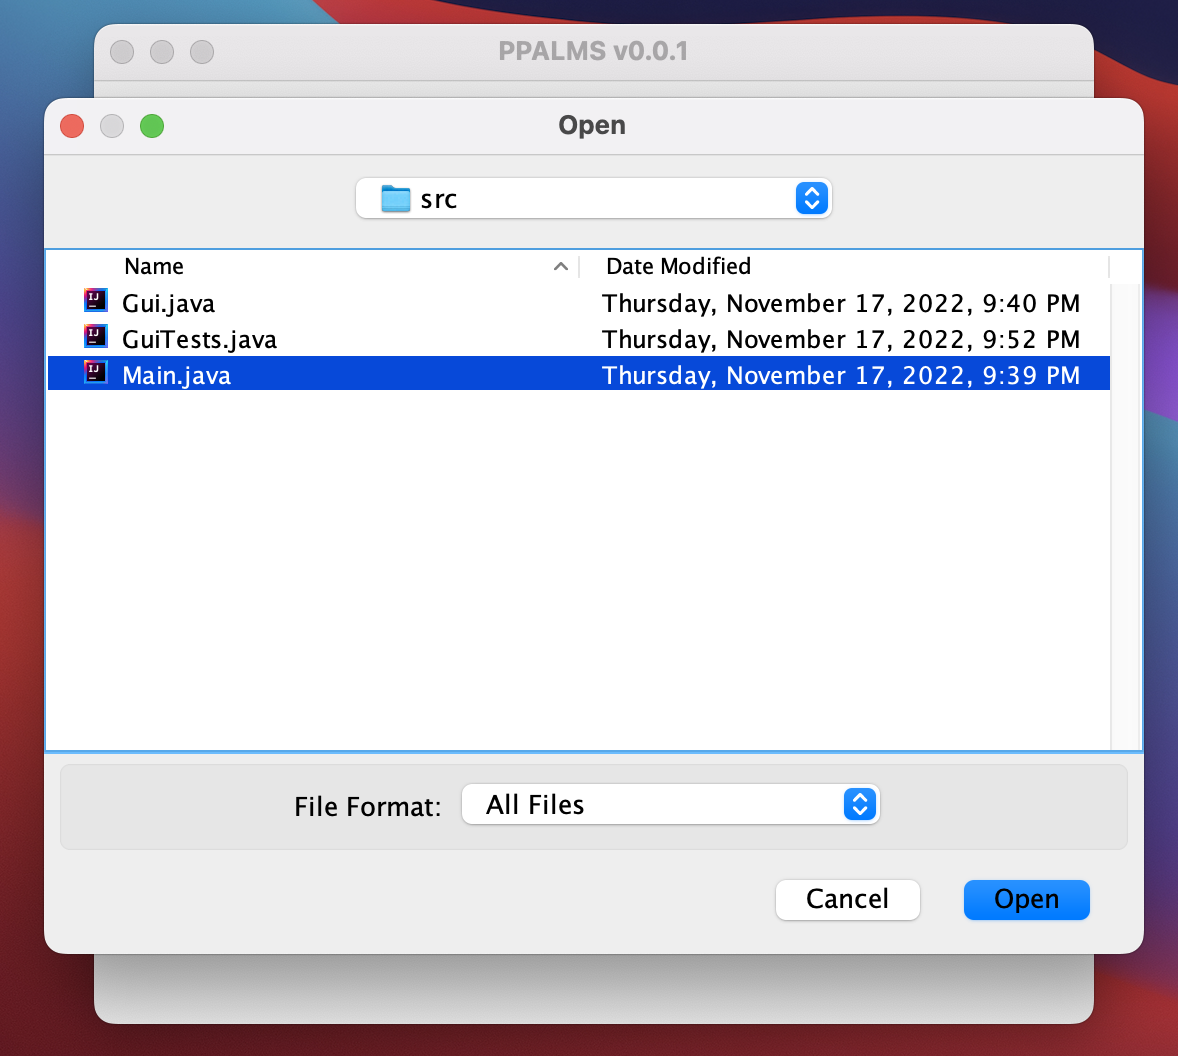 PPALMS v0.0.1
Open
src
Name Date Modified
Gui.java Thursday, November 17, 2022, 9:40 PM
GuiTests.java Thursday, November 17, 2022, 9:52 PM
Main.java Thursday, November 17, 2022, 9:39 PM
File Format: All Files
Cancel Open